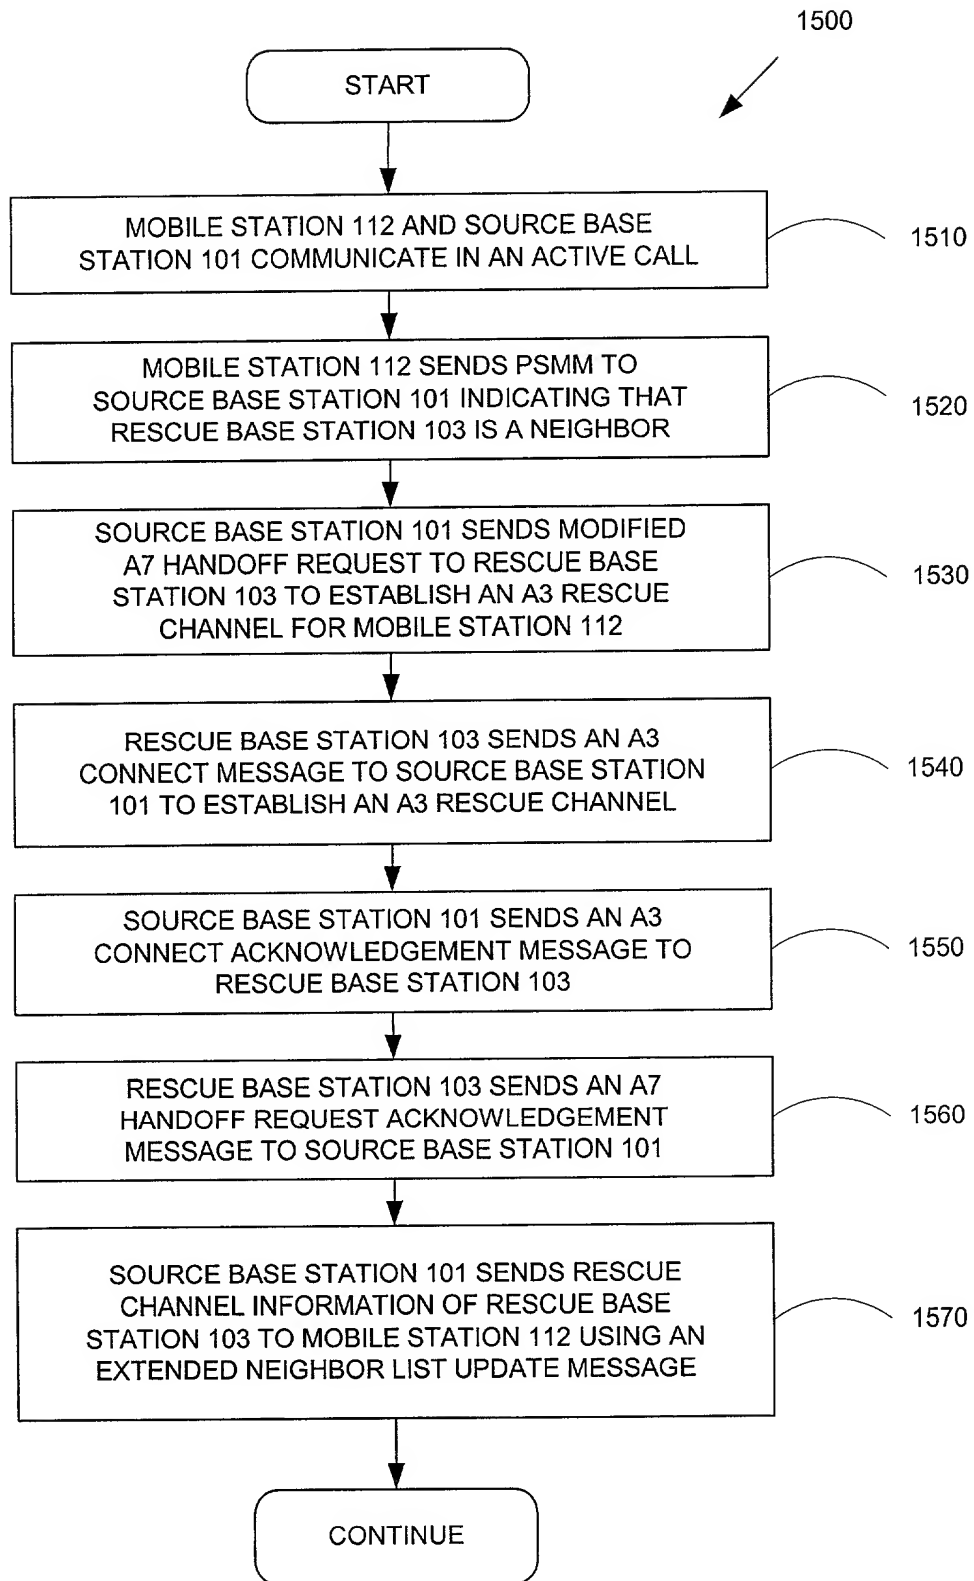 1500
START
MOBILE STATION 112 AND SOURCE BASE
STATION 101 COMMUNICATE IN AN ACTIVE CALL
1510
MOBILE STATION 112 SENDS PSMM TO
SOURCE BASE STATION 101 INDICATING THAT
RESCUE BASE STATION 103 IS A NEIGHBOR
1520
SOURCE BASE STATION 101 SENDS MODIFIED
A7 HANDOFF REQUEST TO RESCUE BASE
STATION 103 TO ESTABLISH AN A3 RESCUE
CHANNEL FOR MOBILE STATION 112
1530
RESCUE BASE STATION 103 SENDS AN A3
CONNECT MESSAGE TO SOURCE BASE STATION
101 TO ESTABLISH AN A3 RESCUE CHANNEL
1540
SOURCE BASE STATION 101 SENDS AN A3
CONNECT ACKNOWLEDGEMENT MESSAGE TO
RESCUE BASE STATION 103
1550
RESCUE BASE STATION 103 SENDS AN A7
HANDOFF REQUEST ACKNOWLEDGEMENT
MESSAGE TO SOURCE BASE STATION 101
1560
SOURCE BASE STATION 101 SENDS RESCUE
CHANNEL INFORMATION OF RESCUE BASE
STATION 103 TO MOBILE STATION 112 USING AN
EXTENDED NEIGHBOR LIST UPDATE MESSAGE
1570
CONTINUE